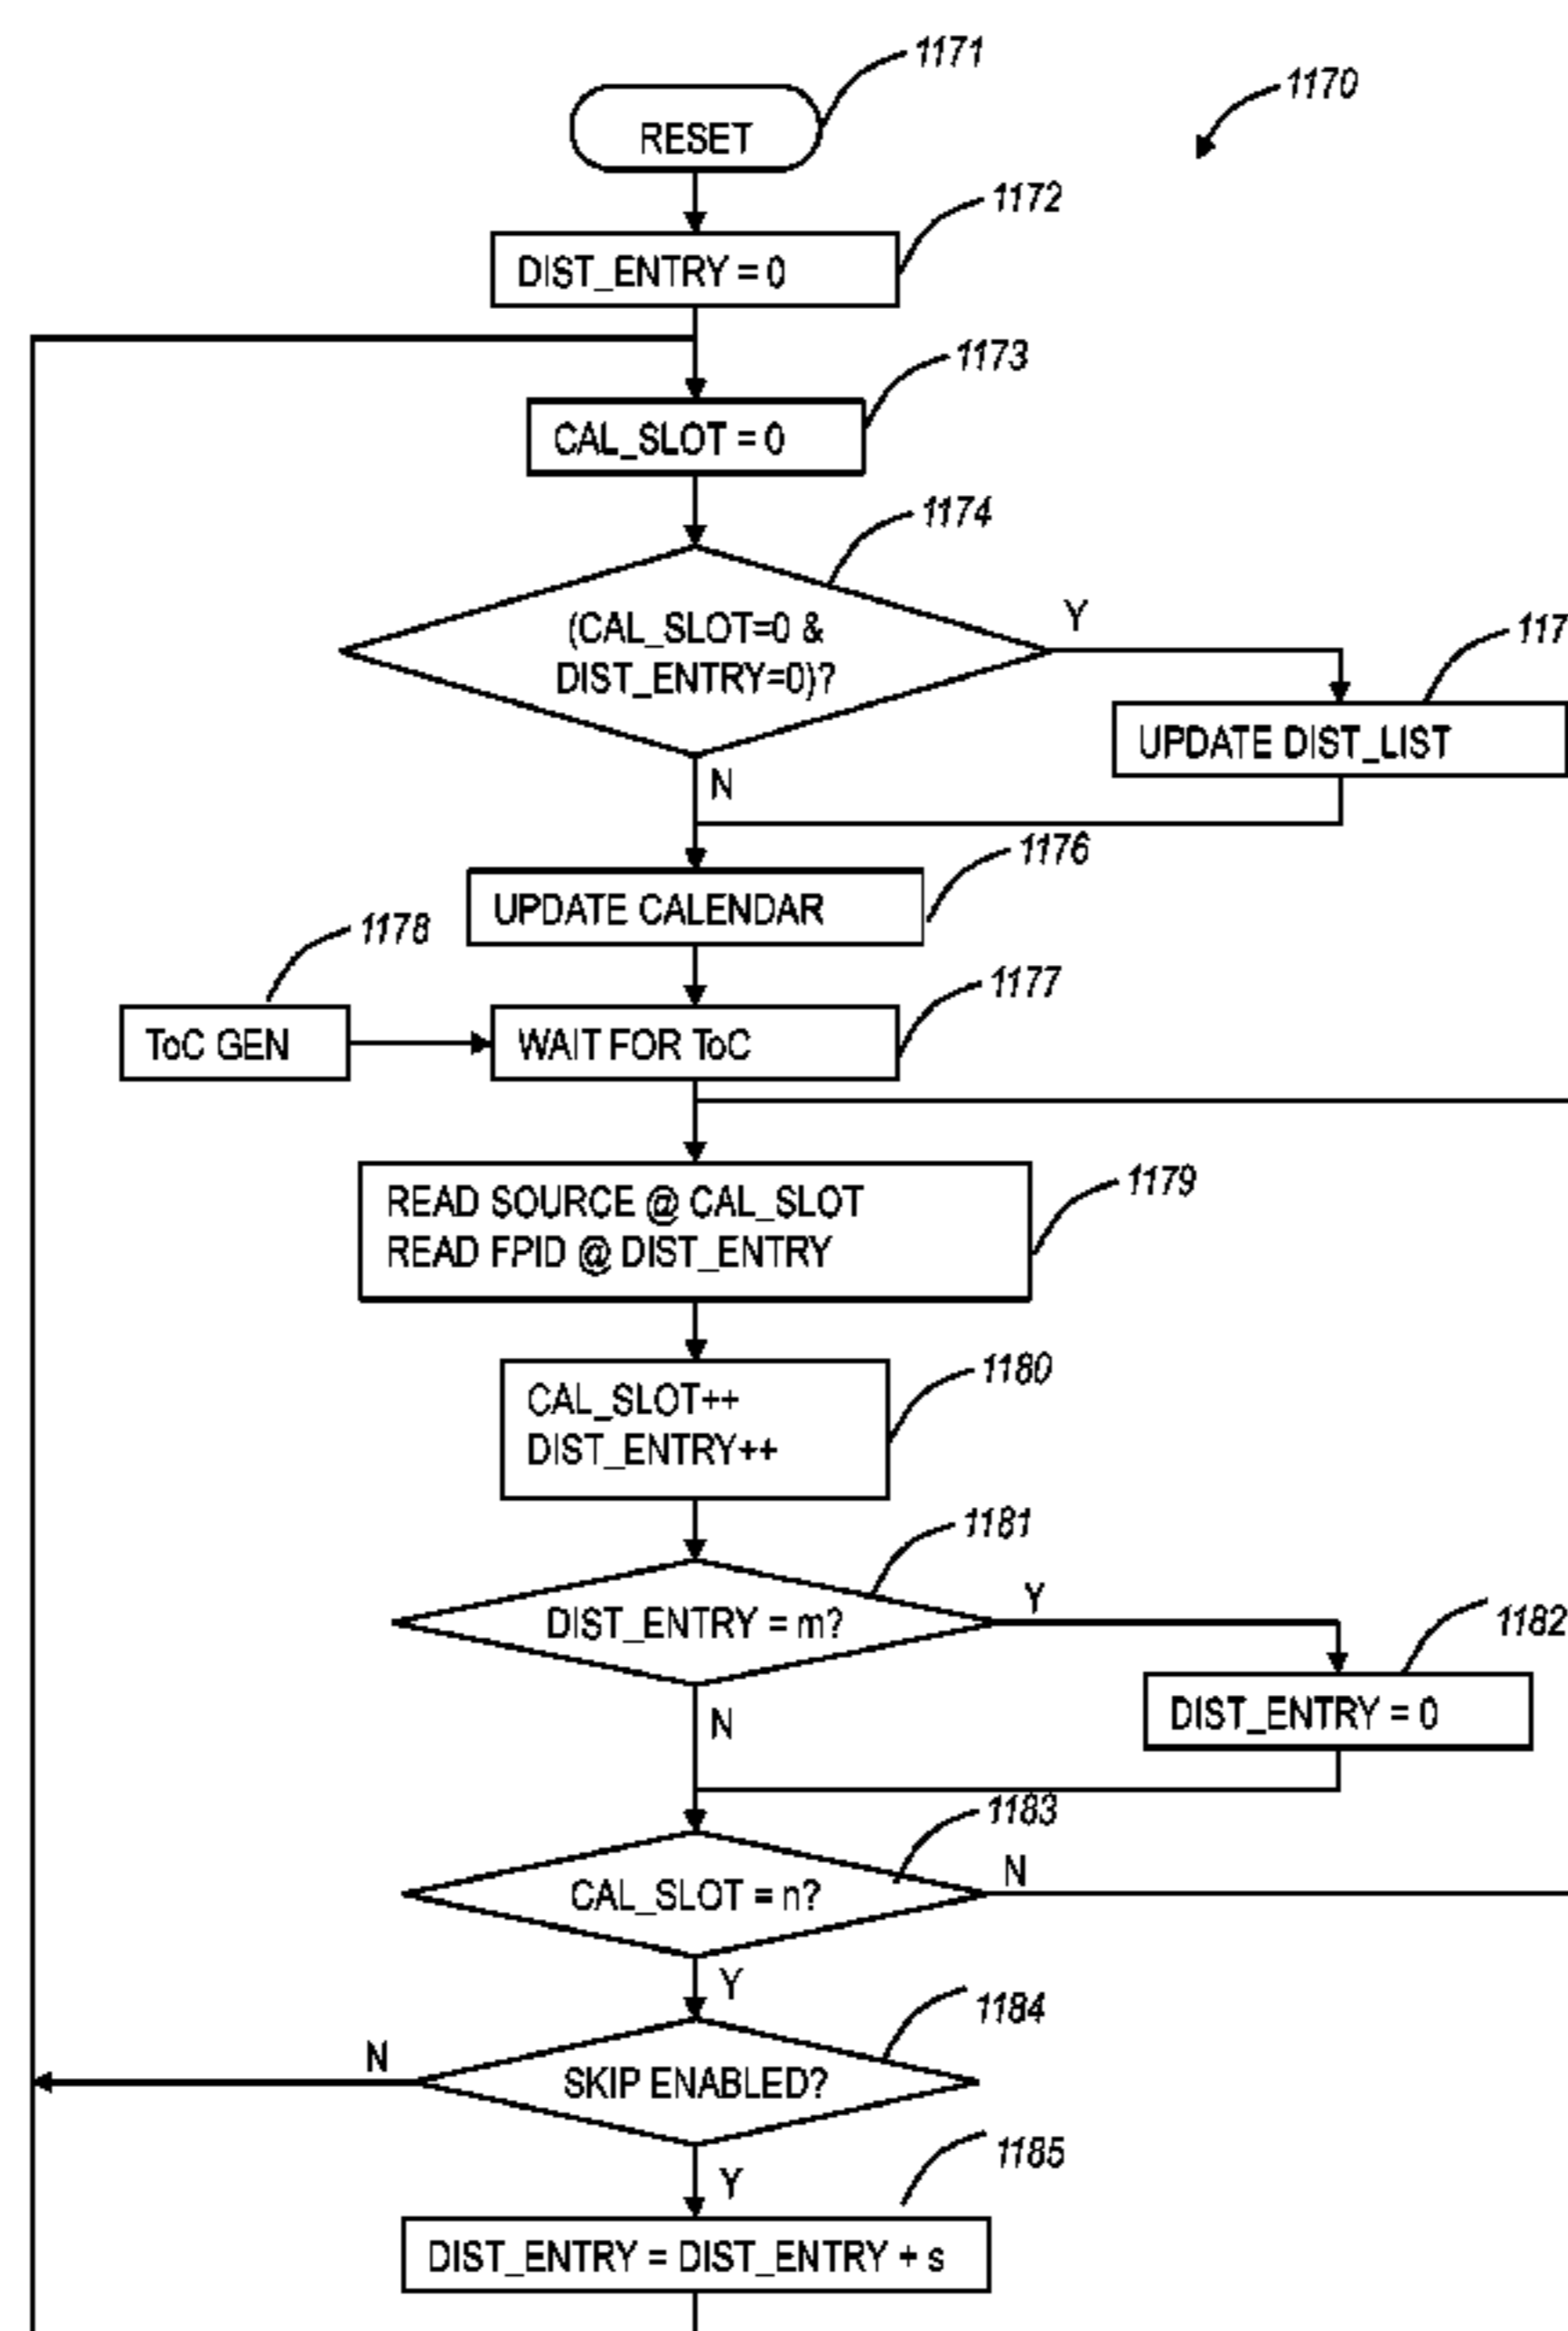 1171
1170
RESET
1172
DIST_ENTRY = 0
1173
CAL_SLOT = 0
1174
(CAL_SLOT=0 &
DIST_ENTRY=0)?
Y
117
UPDATE DIST_LIST
N
1176
UPDATE CALENDAR
1178
1177
ToC GEN
WAIT FOR ToC
1179
READ SOURCE @ CAL_SLOT
READ FPID @ DIST_ENTRY
1180
CAL_SLOT++
DIST_ENTRY++
1181
DIST_ENTRY = m?
Y
1182
DIST_ENTRY = 0
N
1183
CAL_SLOT = n?
N
Y
1184
SKIP ENABLED?
N
1185
Y
DIST_ENTRY = DIST_ENTRY + s